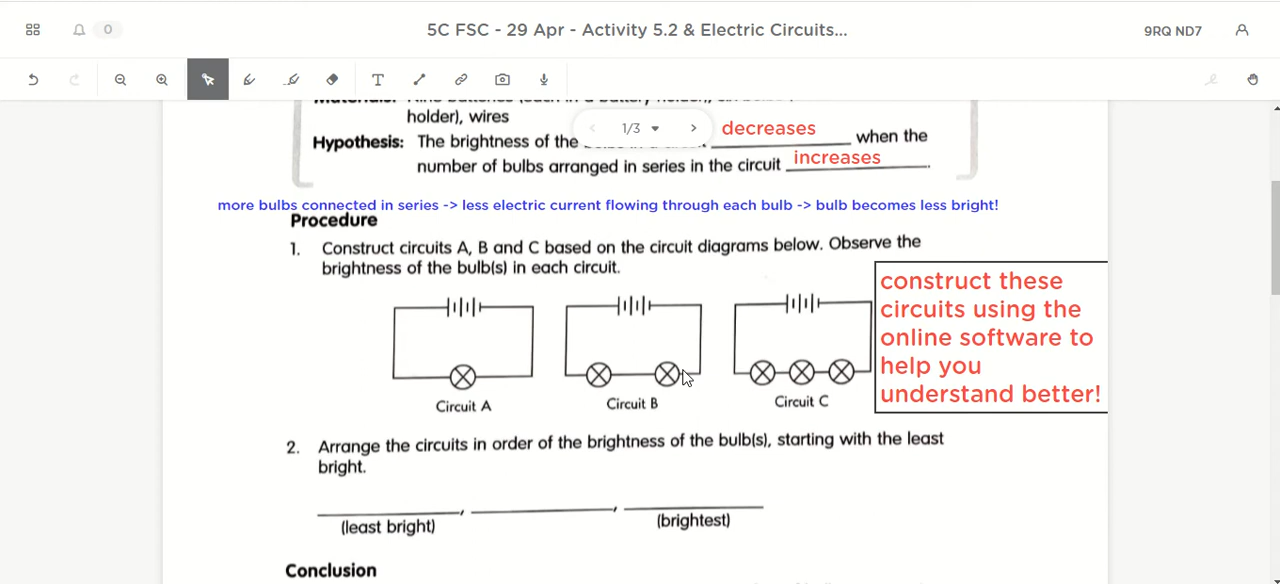 0
5C FSC - 29 Apr - Activity 5.2 & Electric Circuits...
9RQ ND7
T
holder), wires
1/3
decreases
Hypothesis: The brightness of the when the
number of bulbs arranged in series in the circuit increases.
more bulbs connected in series -> less electric current flowing through each bulb -> bulb becomes less bright!
Procedure
1. Construct circuits A, B and C based on the circuit diagrams below. Observe the
brightness of the bulb(s) in each circuit.
construct these
circuits using the
online software to
help you
understand better!
Circuit A
Circuit B
Circuit C
2. Arrange the circuits in order of the brightness of the bulb(s), starting with the least
bright.
, ,
(least bright)
(brightest)
Conclusion